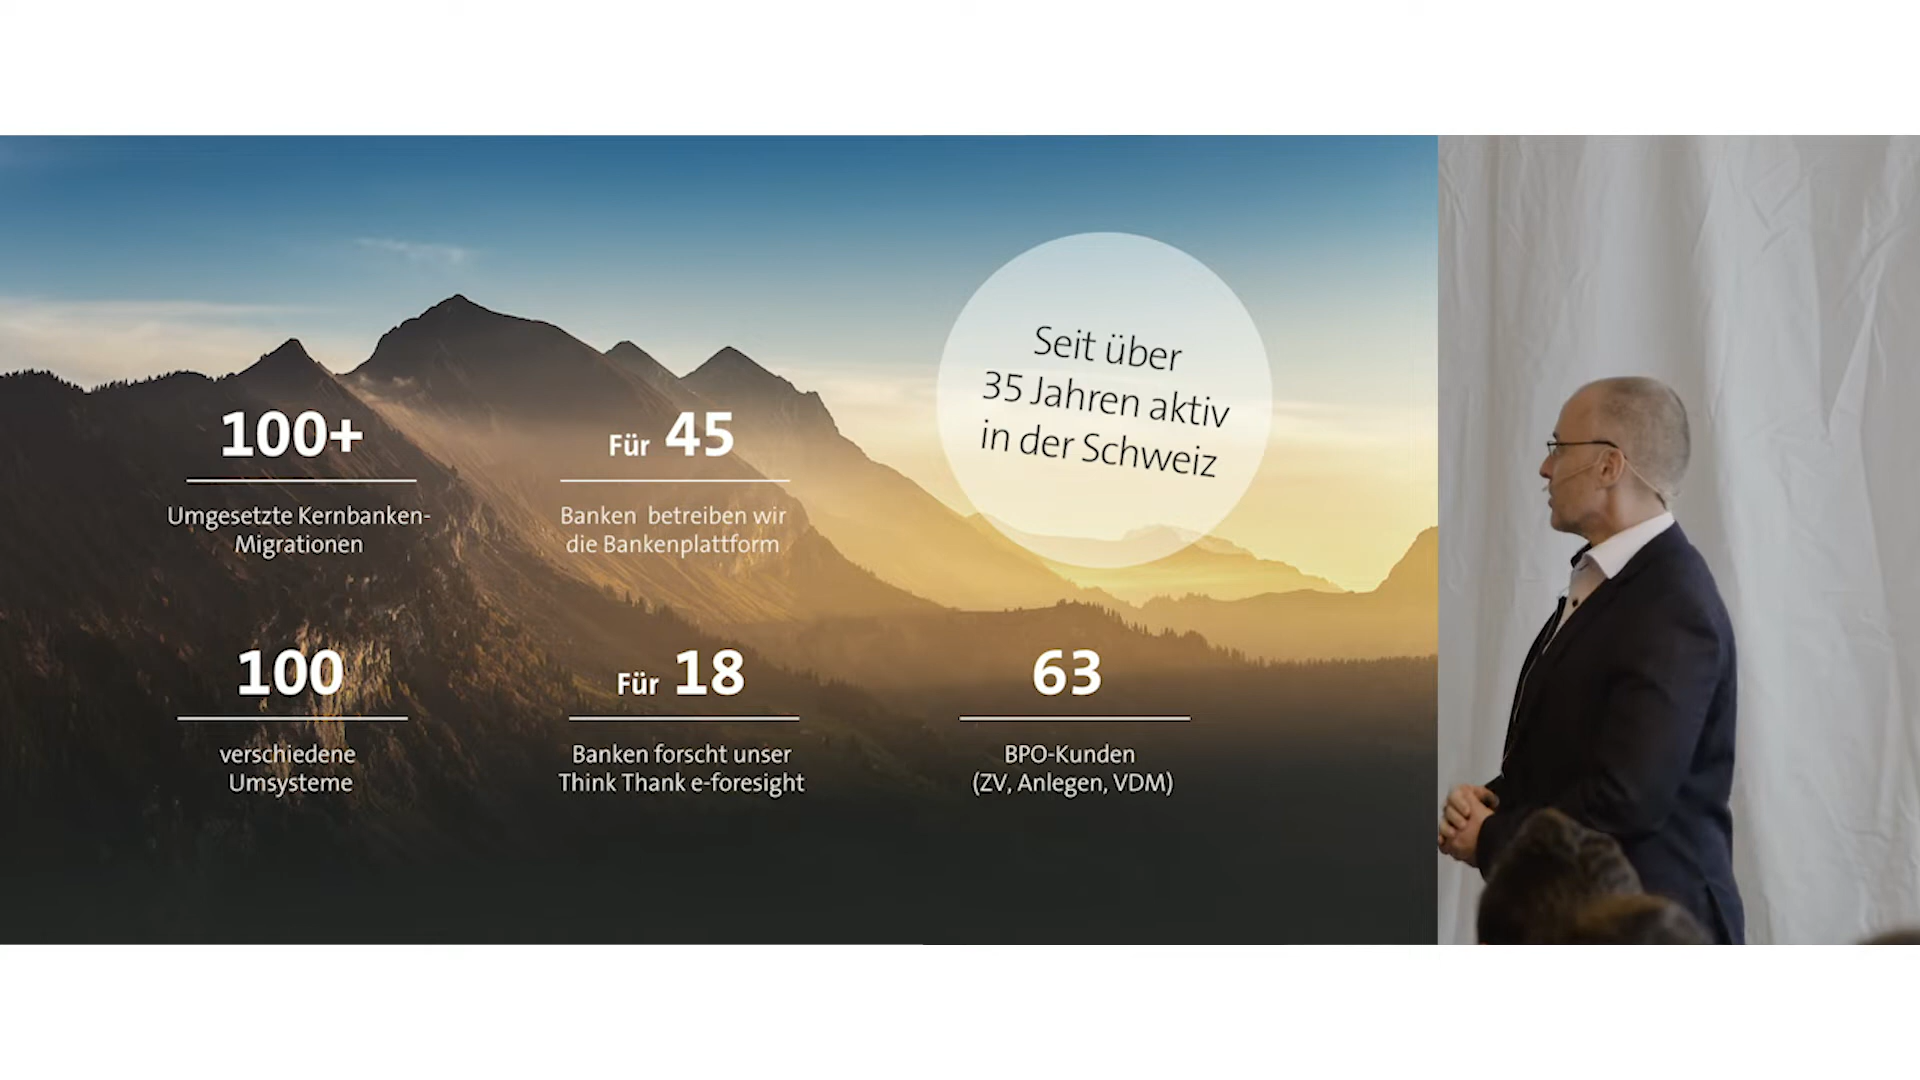 Seit über
35 Jahren aktiv
in der Schweiz
100+
Umgesetzte Kernbanken-
Migrationen
Für 45
Banken betreiben wir
die Bankenplattform
100
verschiedene
Umsysteme
Für 18
Banken forscht unser
Think Thank e-foresight
63
BPO-Kunden
(ZV, Anlegen, VDM)